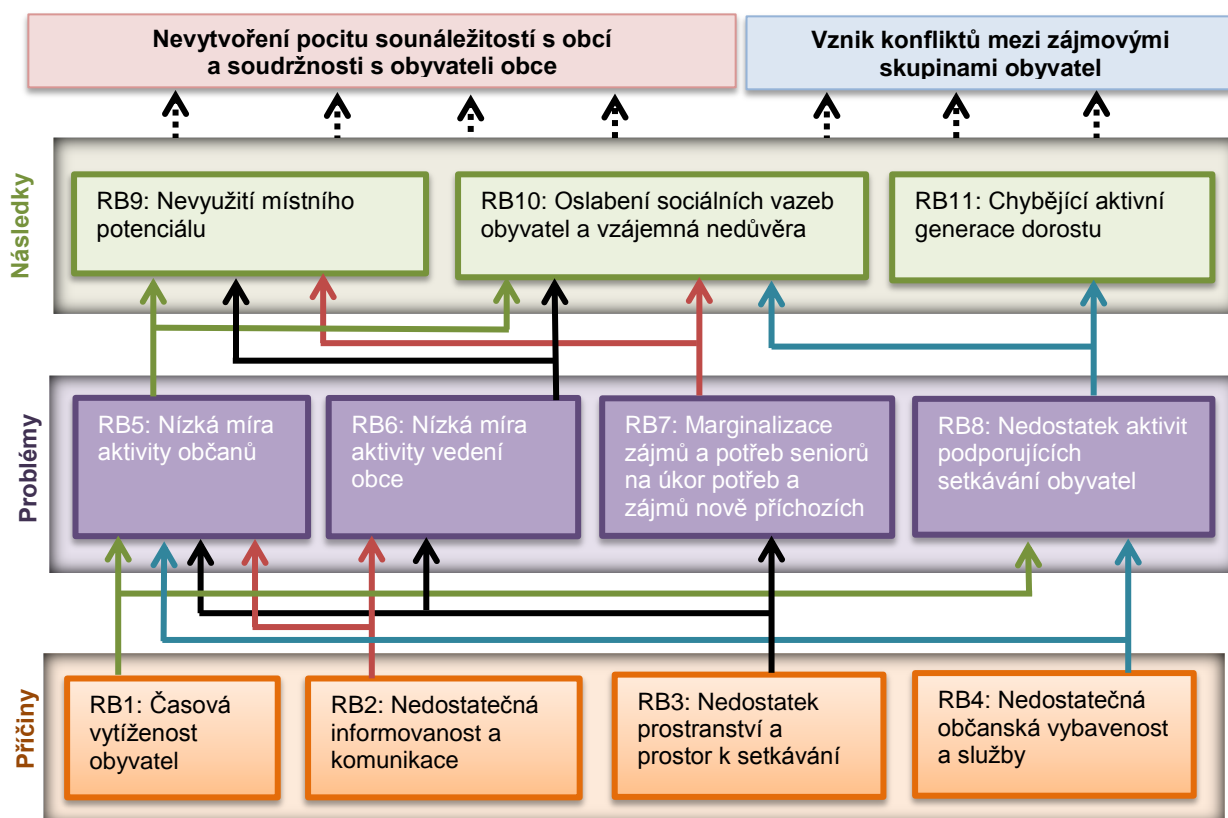 Nevytvoření pocitu sounáležitostí s obcí
a soudržnosti s obyvateli obce
Vznik konfliktů mezi zájmovými
skupinami obyvatel
Následky
RB9: Nevyužití místního
potenciálu
RB10: Oslabení sociálních vazeb
obyvatel a vzájemná nedůvěra
RB11: Chybějící aktivní
generace dorostu
Problémy
RB5: Nízká míra
aktivity občanů
RB6: Nízká míra
aktivity vedení
obce
RB7: Marginalizace
zájmů a potřeb seniorů
na úkor potřeb a
zájmů nově příchozích
RB8: Nedostatek aktivit
podporujících
setkávání obyvatel
Příčiny
RB1: Časová
vytíženost
obyvatel
RB2: Nedostatečná
informovanost a
komunikace
RB3: Nedostatek
prostranství a
prostor k setkávání
RB4: Nedostatečná
občanská vybavenost
a služby